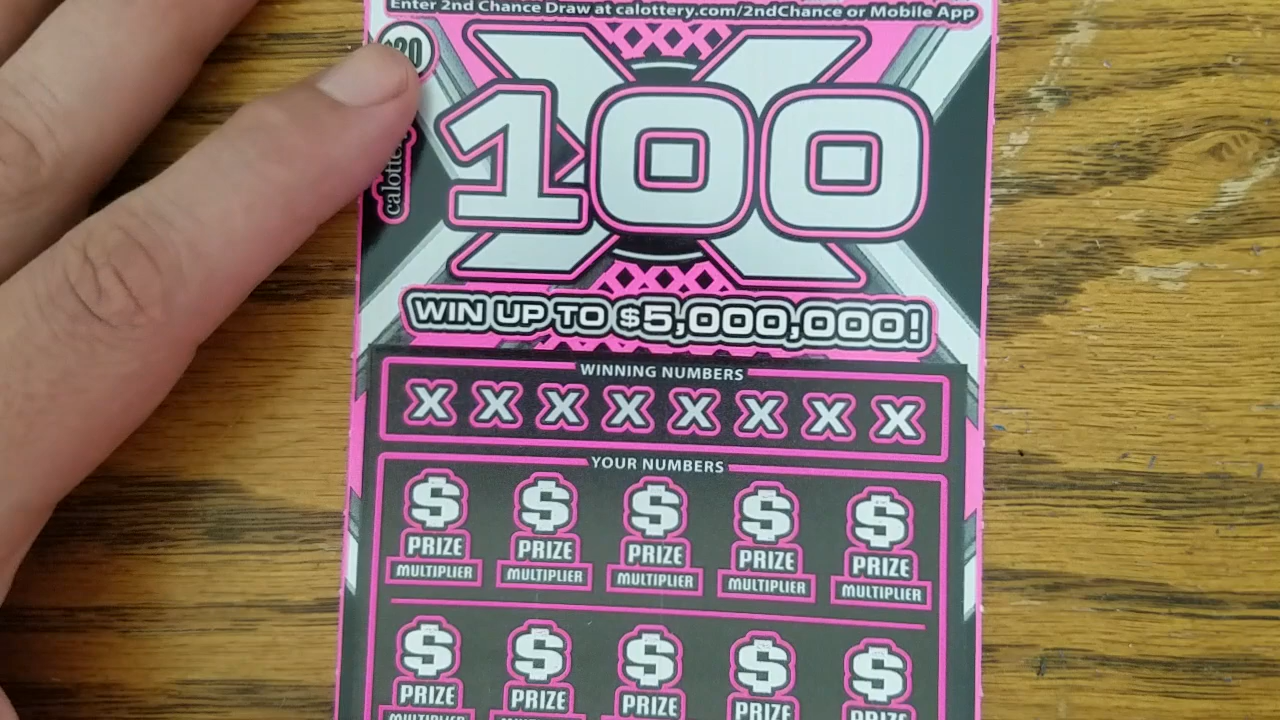 Enter 2nd Chance Draw at calottery.com/2ndChance or Mobile App
X
100
WIN UP TO $5,000,000!
WINNING NUMBERS
X X X X X X X X
YOUR NUMBERS
$ $ $ $ $
PRIZE PRIZE PRIZE PRIZE PRIZE
MULTIPLIER MULTIPLIER MULTIPLIER MULTIPLIER MULTIPLIER
$ $ $ $ $
PRIZE PRIZE PRIZE PRIZE PRIZE